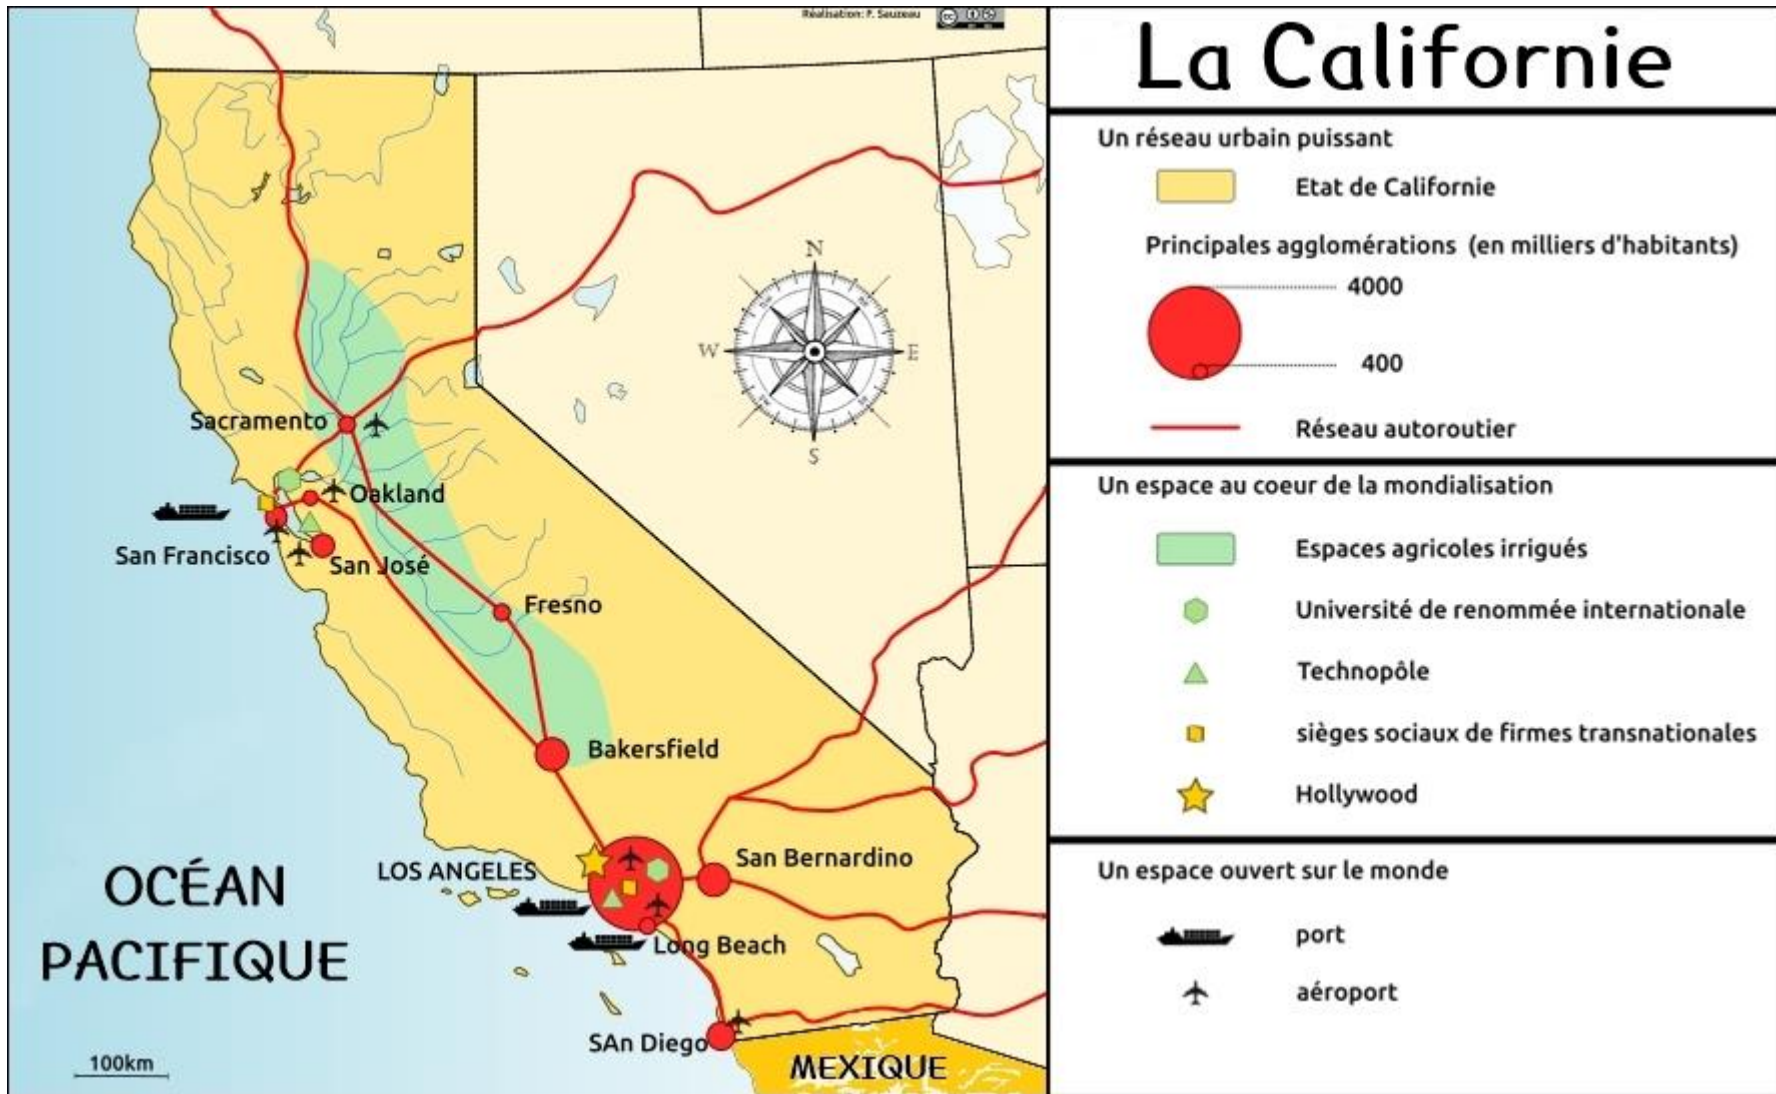 Réalisation: F. Sauzeau
La Californie
Un réseau urbain puissant
Etat de Californie
Principales agglomérations (en milliers d'habitants)
4000
400
Réseau autoroutier
Un espace au coeur de la mondialisation
Espaces agricoles irrigués
Université de renommée internationale
Technopôle
sièges sociaux de firmes transnationales
Hollywood
Un espace ouvert sur le monde
port
aéroport
N
W
E
S
Sacramento
Oakland
San Francisco
San José
Fresno
Bakersfield
LOS ANGELES
San Bernardino
Long Beach
SAn Diego
OCÉAN
PACIFIQUE
MEXIQUE
100km